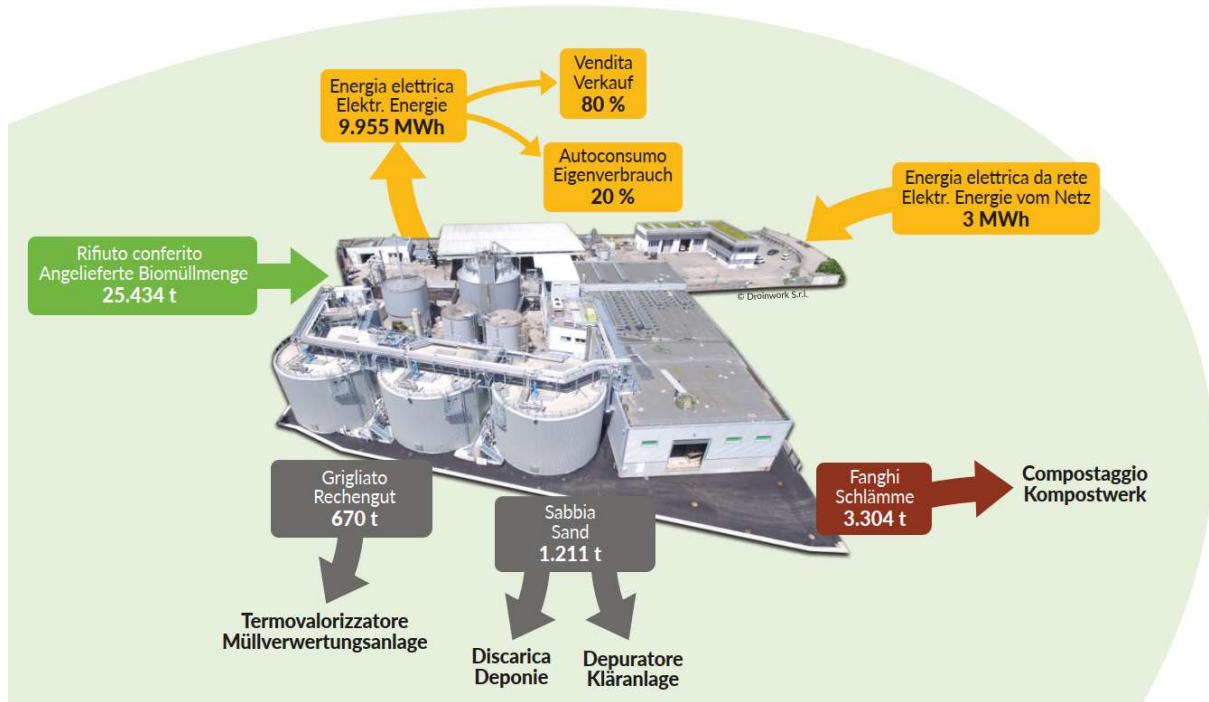 Energia elettrica
Elektr. Energie
9.955 MWh
Vendita
Verkauf
80 %
Autoconsumo
Eigenverbrauch
20 %
Energia elettrica da rete
Elektr. Energie vom Netz
3 MWh
Rifiuto conferito
Angelieferte Biomüllmenge
25.434 t
© Droinwork S.r.l.
Grigliato
Rechengut
670 t
Sabbia
Sand
1.211 t
Fanghi
Schlämme
3.304 t
Compostaggio
Kompostwerk
Termovalorizzatore
Müllverwertungsanlage
Discarica
Deponie
Depuratore
Kläranlage